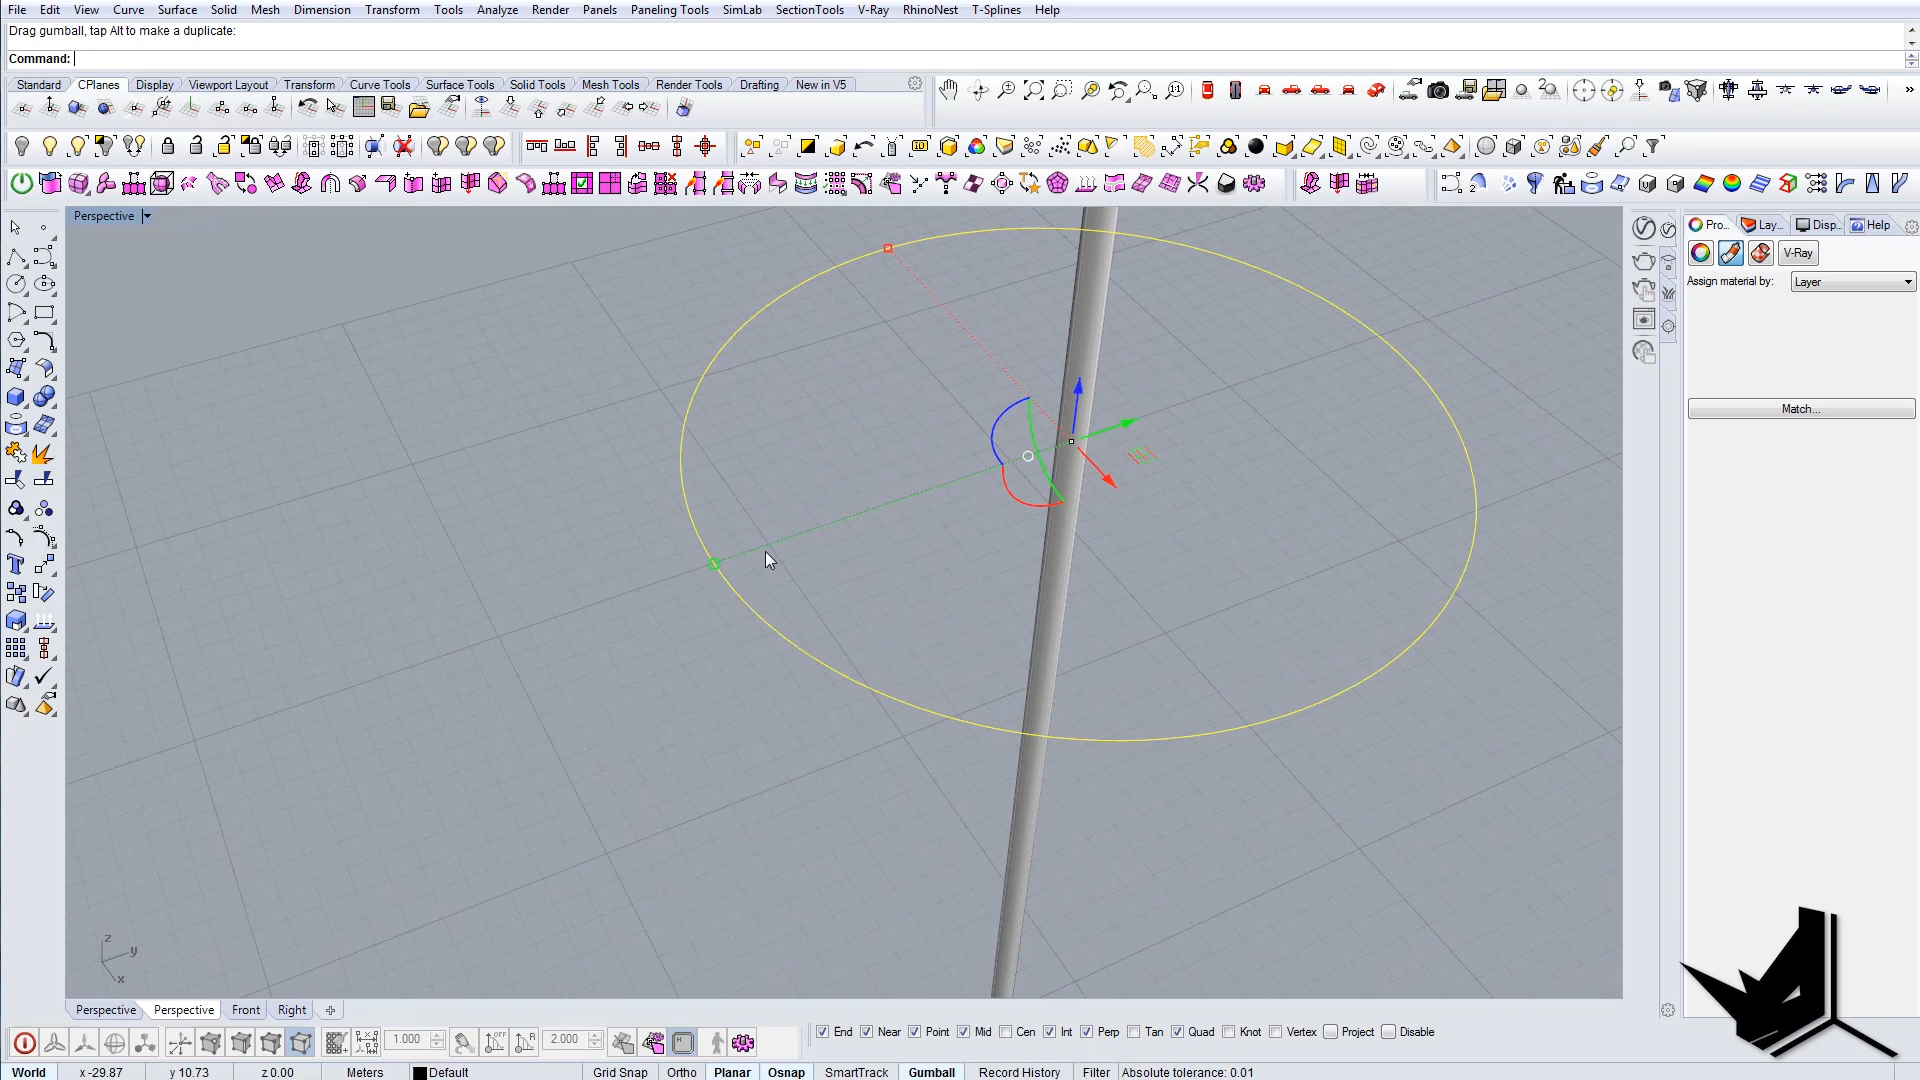 File Edit View Curve Surface Solid Mesh Dimension Transform Tools Analyze Render Panels Paneling Tools SimLab SectionTools V-Ray RhinoNest T-Splines Help
Drag gumball, tap Alt to make a duplicate:
Command:
Standard CPlanes Display Viewport Layout Transform Curve Tools Surface Tools Solid Tools Mesh Tools Render Tools Drafting New in V5
Perspective
Pro... Lay... Disp... Help
V-Ray
Assign material by: Layer
Match...
z
y
x
Perspective Perspective Front Right
1.000 2.000 End Near Point Mid Cen Int Perp Tan Quad Knot Vertex Project Disable
World x -29.87 y 10.73 z 0.00 Meters Default Grid Snap Ortho Planar Osnap SmartTrack Gumball Record History Filter Absolute tolerance: 0.01